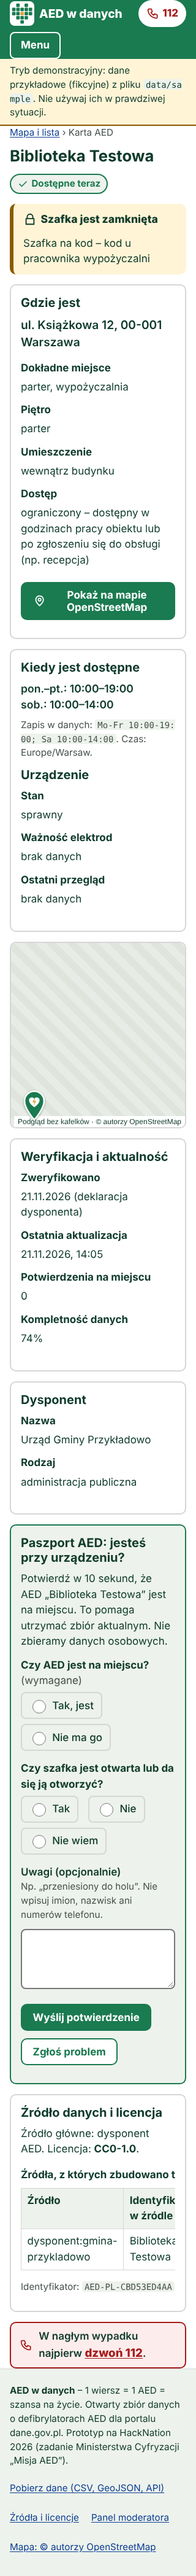 AED w danych
112
Menu
Tryb demonstracyjny: dane
przykładowe (fikcyjne) z pliku data/sa
mple. Nie używaj ich w prawdziwej
sytuacji.
Mapa i lista › Karta AED
Biblioteka Testowa
Dostępne teraz
Szafka jest zamknięta
Szafka na kod – kod u
pracownika wypożyczalni
Gdzie jest
ul. Książkowa 12, 00-001
Warszawa
Dokładne miejsce
parter, wypożyczalnia
Piętro
parter
Umieszczenie
wewnątrz budynku
Dostęp
ograniczony – dostępny w
godzinach pracy obiektu lub
po zgłoszeniu się do obsługi
(np. recepcja)
Pokaż na mapie
OpenStreetMap
Kiedy jest dostępne
pon.–pt.: 10:00–19:00
sob.: 10:00–14:00
Zapis w danych: Mo-Fr 10:00-19:
00; Sa 10:00-14:00. Czas:
Europe/Warsaw.
Urządzenie
Stan
sprawny
Ważność elektrod
brak danych
Ostatni przegląd
brak danych
Podgląd bez kafelków · © autorzy OpenStreetMap
Weryfikacja i aktualność
Zweryfikowano
21.11.2026 (deklaracja
dysponenta)
Ostatnia aktualizacja
21.11.2026, 14:05
Potwierdzenia na miejscu
0
Kompletność danych
74%
Dysponent
Nazwa
Urząd Gminy Przykładowo
Rodzaj
administracja publiczna
Paszport AED: jesteś
przy urządzeniu?
Potwierdź w 10 sekund, że
AED „Biblioteka Testowa” jest
na miejscu. To pomaga
utrzymać zbiór aktualnym. Nie
zbieramy danych osobowych.
Czy AED jest na miejscu?
(wymagane)
Tak, jest
Nie ma go
Czy szafka jest otwarta lub da
się ją otworzyć?
Tak
Nie
Nie wiem
Uwagi (opcjonalnie)
Np. „przeniesiony do holu”. Nie
wpisuj imion, nazwisk ani
numerów telefonu.
Wyślij potwierdzenie
Zgłoś problem
Źródło danych i licencja
Źródło główne: dysponent
AED. Licencja: CC0-1.0.
Źródła, z których zbudowano t
Źródło Identyfik
w źródle
dysponent:gmina- Biblioteka
przykladowo Testowa
Identyfikator: AED-PL-CBD53ED4AA
W nagłym wypadku
najpierw dzwoń 112.
AED w danych – 1 wiersz = 1 AED =
szansa na życie. Otwarty zbiór danych
o defibrylatorach AED dla portalu
dane.gov.pl. Prototyp na HackNation
2026 (zadanie Ministerstwa Cyfryzacji
„Misja AED”).
Pobierz dane (CSV, GeoJSON, API)
Źródła i licencje Panel moderatora
Mapa: © autorzy OpenStreetMap